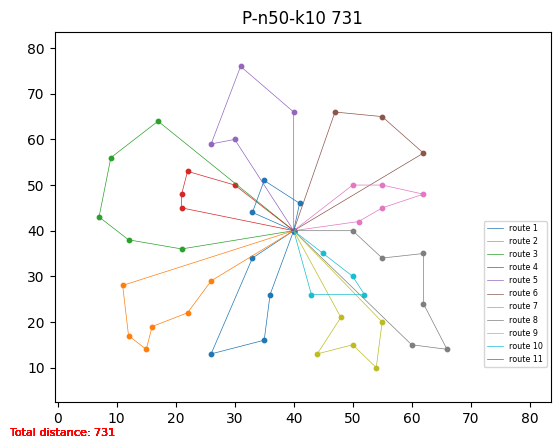 P-n50-k10 731
80
70
60
50
40
30
20
10
0 10 20 30 40 50 60 70 80
route 1
route 2
route 3
route 4
route 5
route 6
route 7
route 8
route 9
route 10
route 11
Total distance: 731